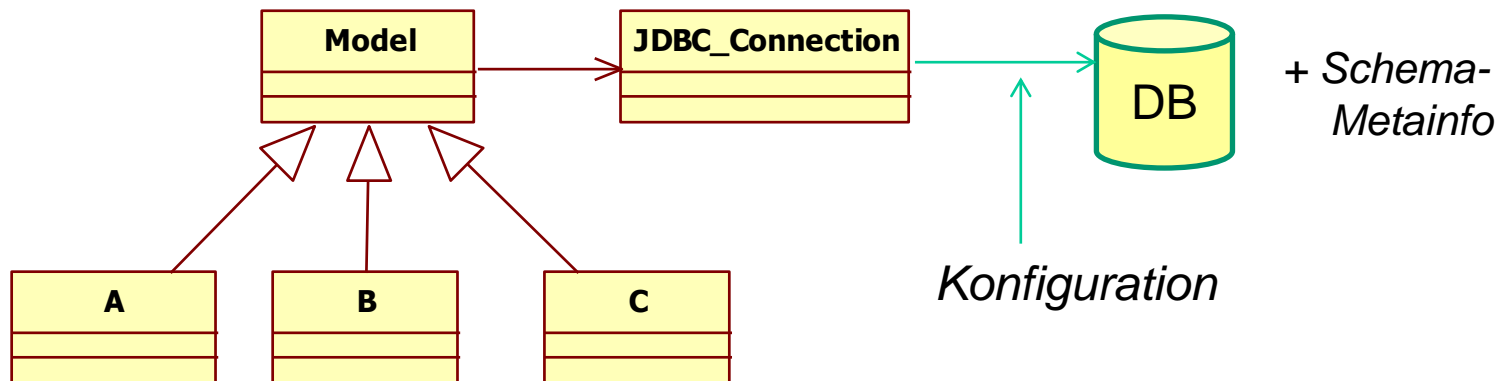 Model
JDBC_Connection
DB
+ Schema-
Metainfo
A
B
C
Konfiguration